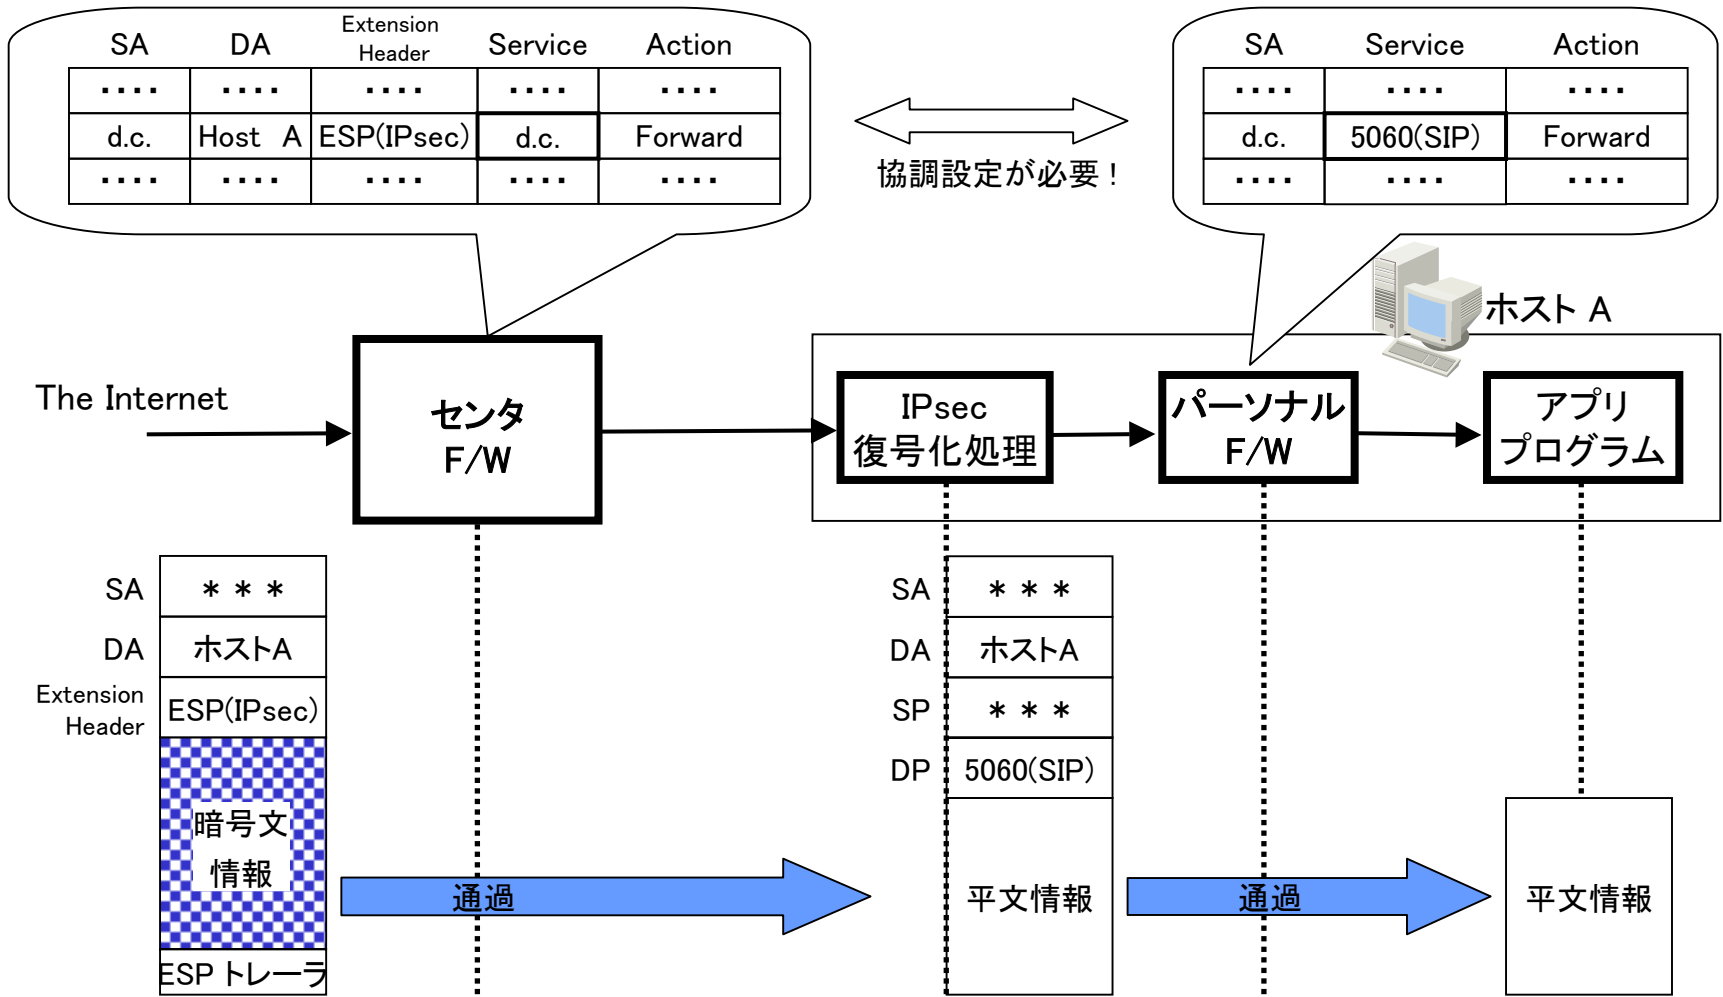 SA DA Extension Header Service Action
・・・・ ・・・・ ・・・・ ・・・・ ・・・・
d.c. Host A ESP(IPsec) d.c. Forward
・・・・ ・・・・ ・・・・ ・・・・ ・・・・
協調設定が必要！
SA Service Action
・・・・ ・・・・ ・・・・
d.c. 5060(SIP) Forward
・・・・ ・・・・ ・・・・
ホスト A
The Internet
センタ
F/W
IPsec
復号化処理
パーソナル
F/W
アプリ
プログラム
SA ＊＊＊
DA ホストA
Extension
Header
ESP(IPsec)
暗号文
情報
ESP トレーラ
通過
SA ＊＊＊
DA ホストA
SP ＊＊＊
DP 5060(SIP)
平文情報
通過
平文情報